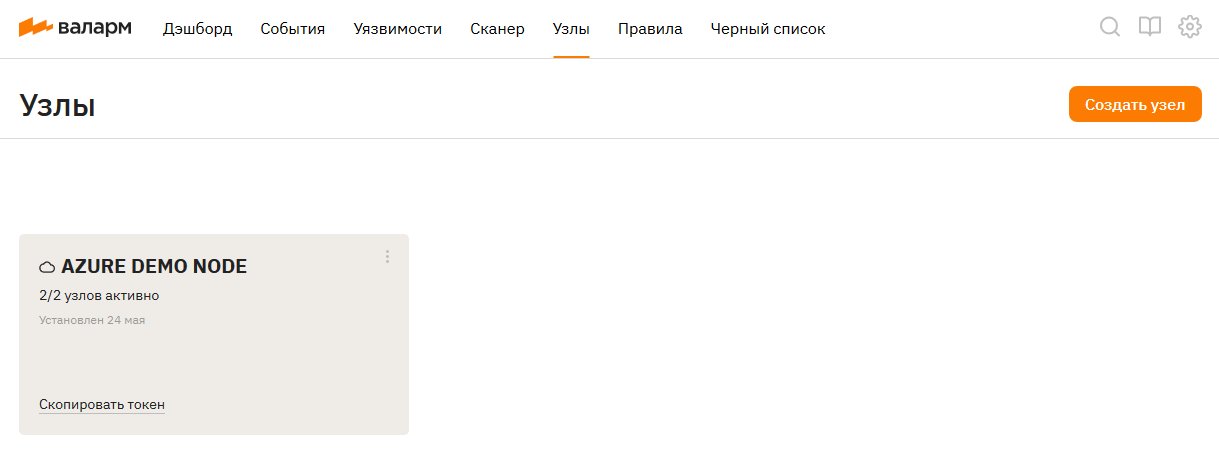 валарм Дэшборд События Уязвимости Сканер Узлы Правила Черный список
Узлы Создать узел
AZURE DEMO NODE
2/2 узлов активно
Установлен 24 мая
Скопировать токен